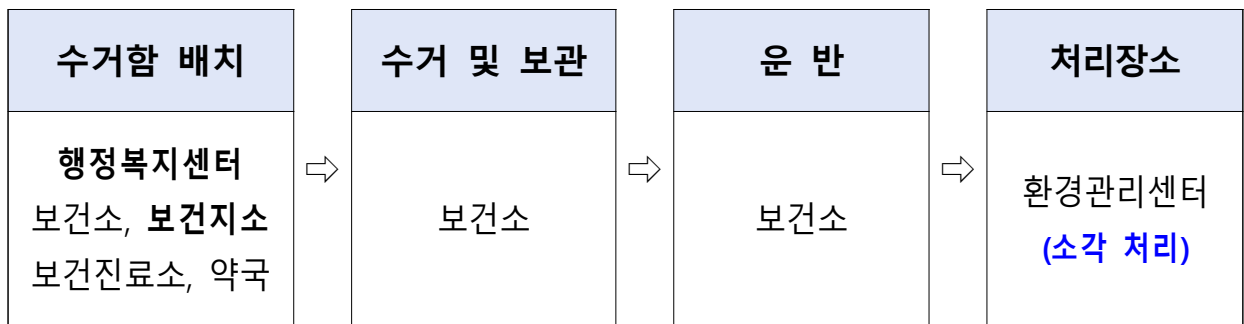 수거함 배치
행정복지센터
보건소, 보건지소
보건진료소, 약국
⇨
수거 및 보관
보건소
⇨
운 반
보건소
⇨
처리장소
환경관리센터
(소각 처리)